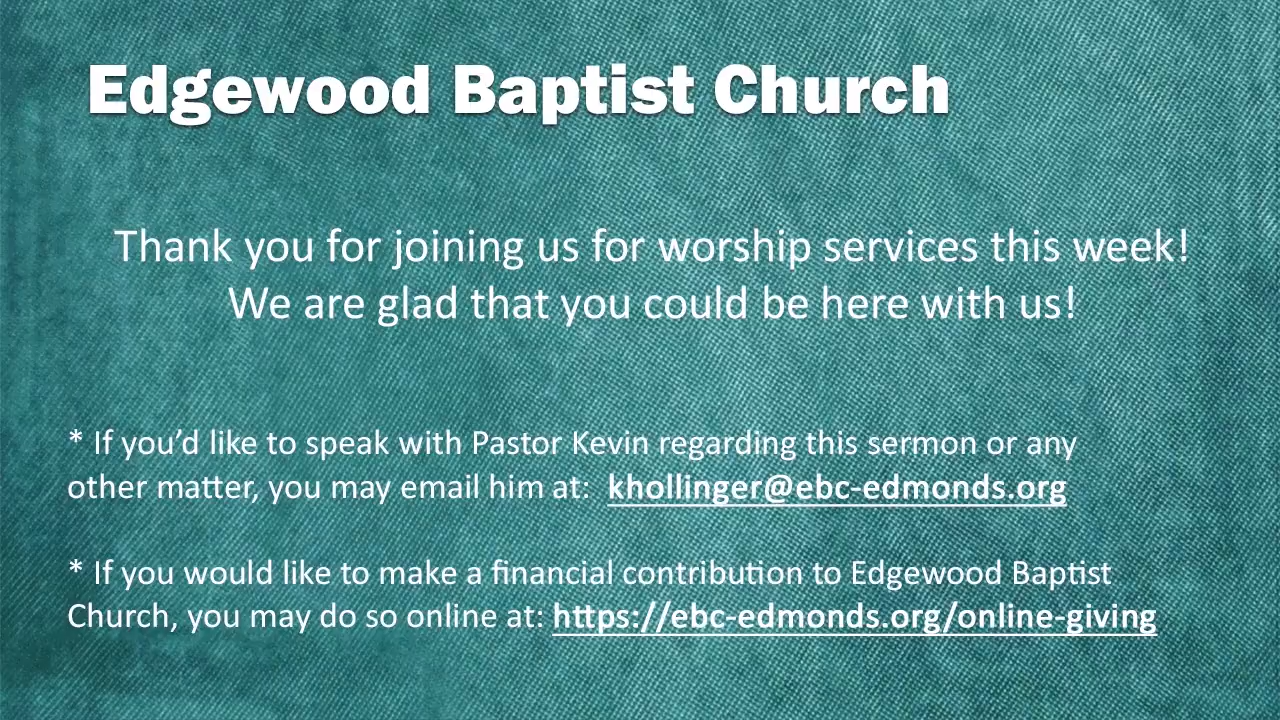 Edgewood Baptist Church
Thank you for joining us for worship services this week!
We are glad that you could be here with us!
* If you’d like to speak with Pastor Kevin regarding this sermon or any
other matter, you may email him at: khollinger@ebc-edmonds.org
* If you would like to make a financial contribution to Edgewood Baptist
Church, you may do so online at: https://ebc-edmonds.org/online-giving